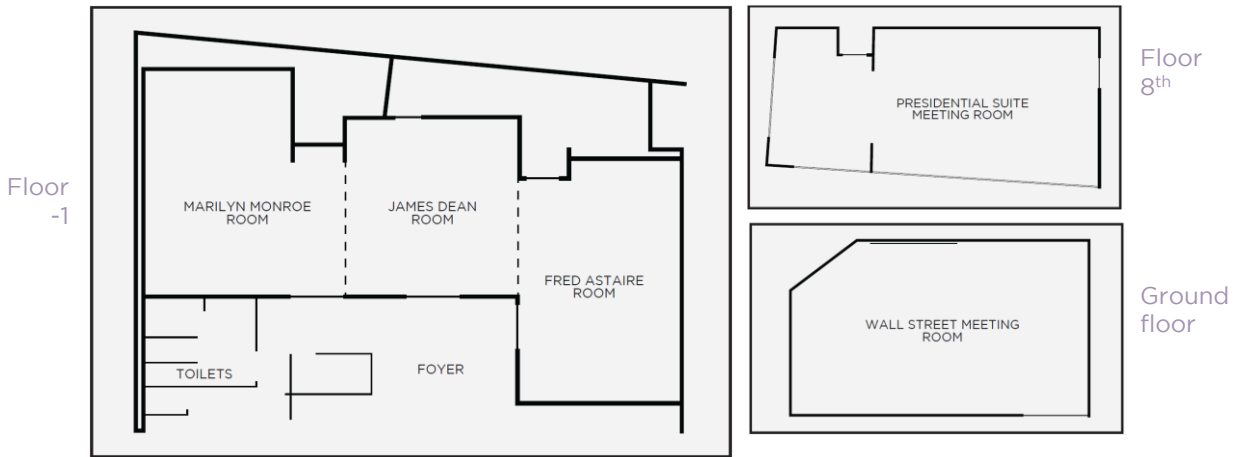 Floor
-1
MARILYN MONROE
ROOM
JAMES DEAN
ROOM
FRED ASTAIRE
ROOM
TOILETS
FOYER
PRESIDENTIAL SUITE
MEETING ROOM
Floor
8th
WALL STREET MEETING
ROOM
Ground
floor